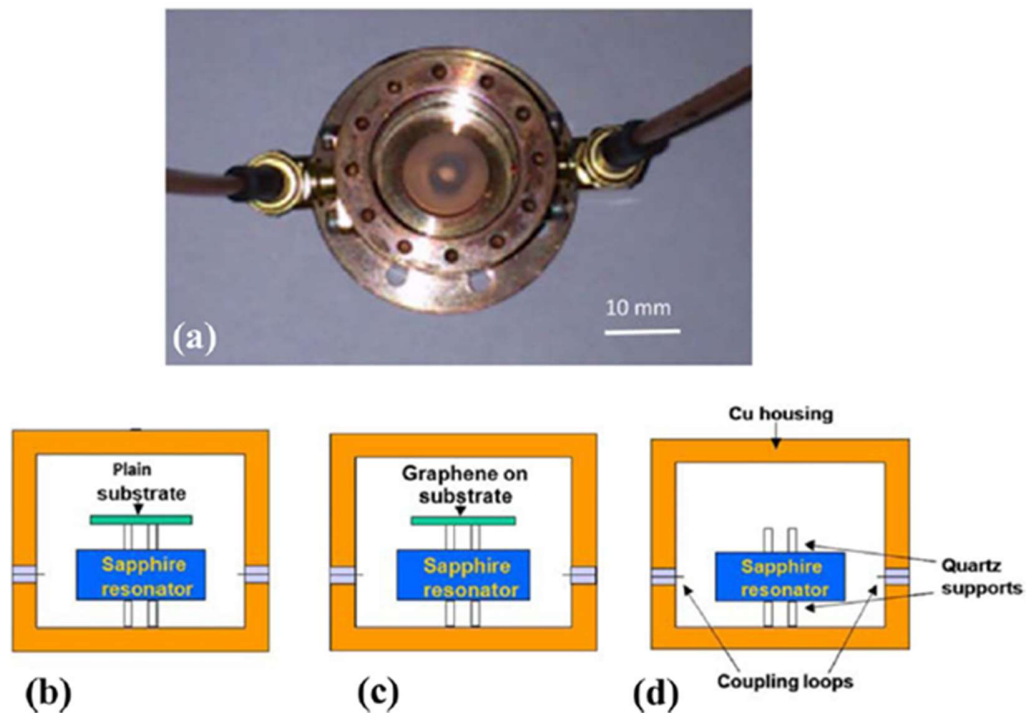 10 mm
(a)
Plain
substrate
Sapphire
resonator
(b)
Graphene on
substrate
Sapphire
resonator
(c)
Cu housing
Sapphire
resonator
Quartz
supports
Coupling loops
(d)